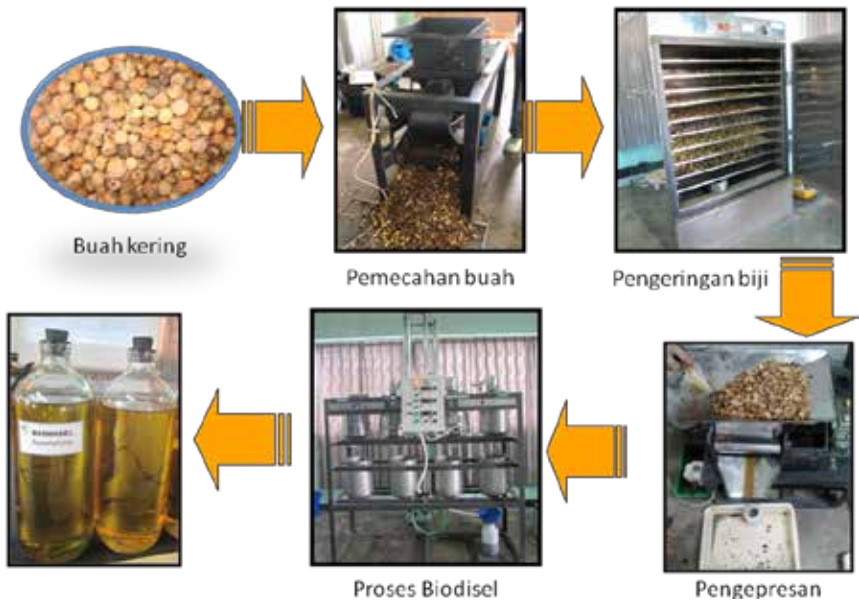 Buah kering
Pemecahan buah
Pengeringan biji
Pengepresan
Proses Biodisel